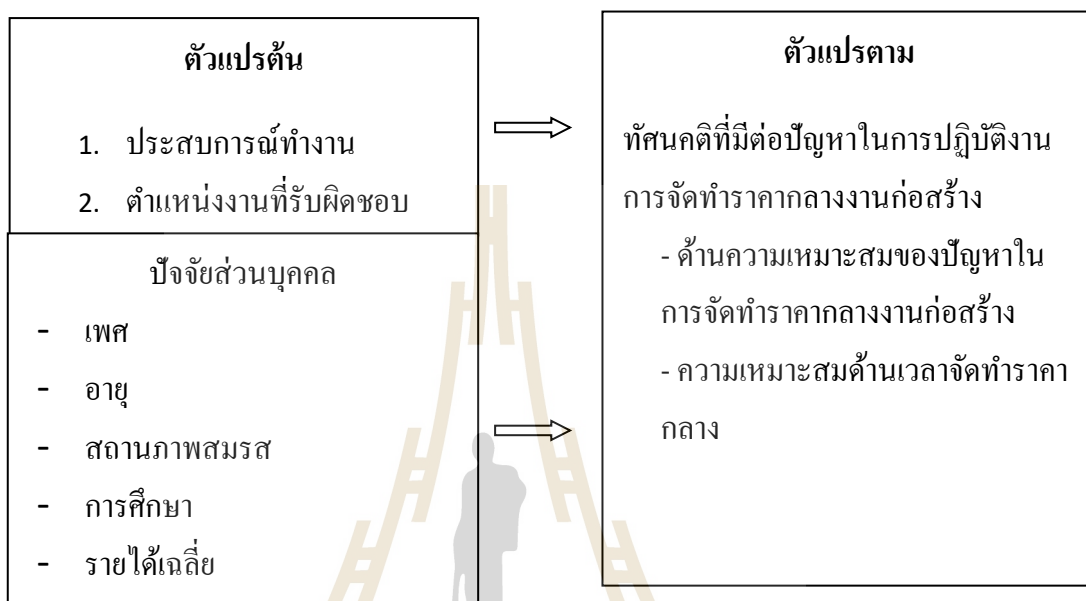 ตัวแปรต้น
1. ประสบการณ์ทำงาน
2. ตำแหน่งงานที่รับผิดชอบ
ปัจจัยส่วนบุคคล
- เพศ
- อายุ
- สถานภาพสมรส
- การศึกษา
- รายได้เฉลี่ย
ตัวแปรตาม
ทัศนคติที่มีต่อปัญหาในการปฏิบัติงาน
การจัดทำราคากลางงานก่อสร้าง
- ด้านความเหมาะสมของปัญหาใน
การจัดทำราคากลางงานก่อสร้าง
- ความเหมาะสมด้านเวลาจัดทำราคา
กลาง